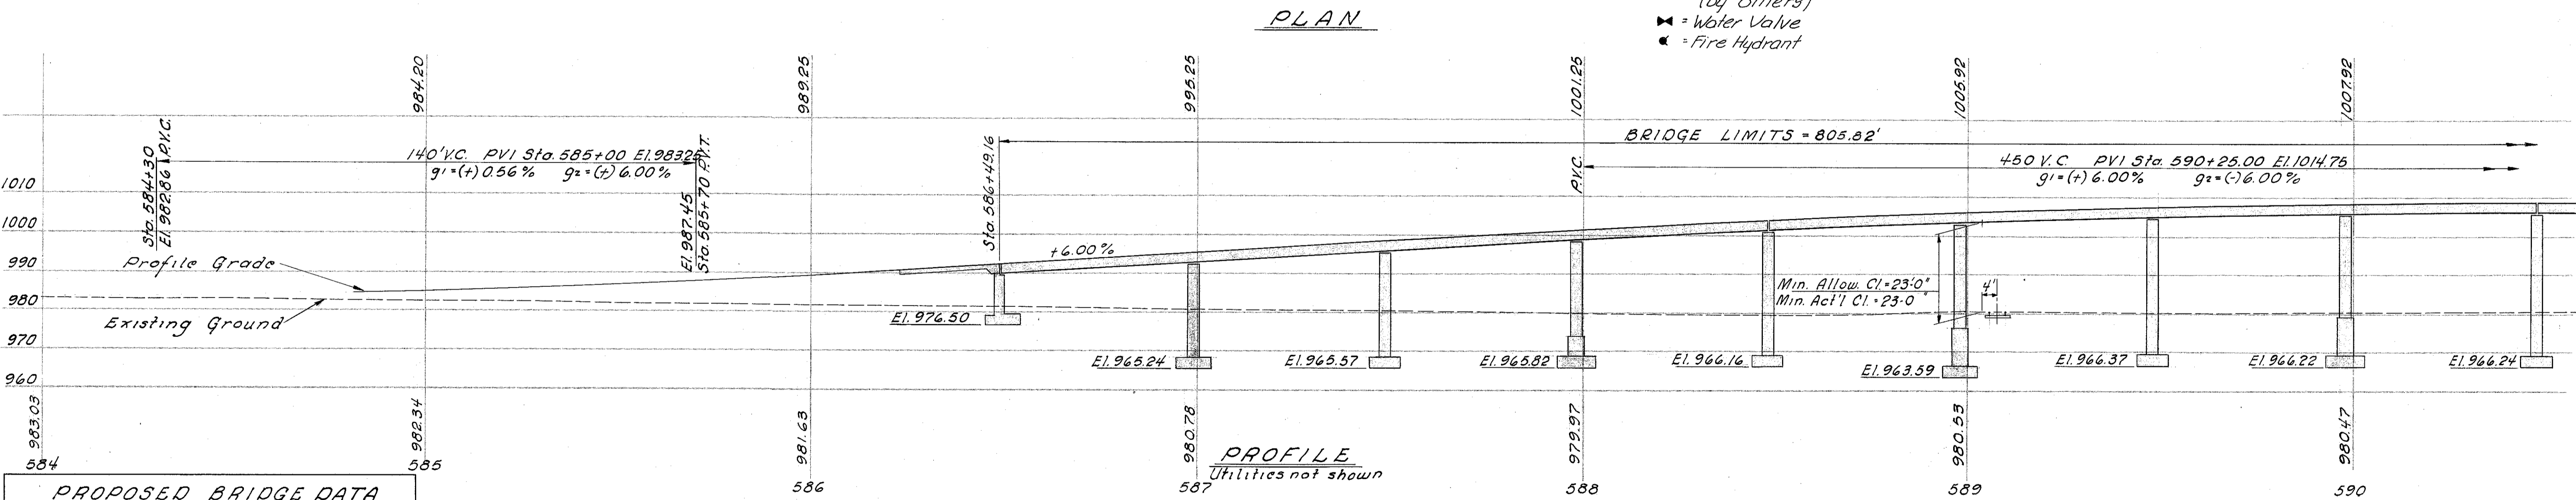 PLAN
(by Others)
= Water Valve
= Fire Hydrant
984.20
989.25
995.25
1001.25
1005.92
1007.92
Sta. 584+30
El. 982.86 P.V.C.
140' V.C. PVI Sta. 585+00 El. 983.25
g1 = (+) 0.56% g2 = (+) 6.00%
El. 987.45
Sta. 585+70 P.V.T.
Sta. 586+49.16
BRIDGE LIMITS = 805.82'
P.V.C.
450 V.C. PVI Sta. 590+25.00 El. 1014.75
g1 = (+) 6.00% g2 = (-) 6.00%
1010
1000
990
980
970
960
Profile Grade
Existing Ground
+6.00%
Min. Allow. Cl. = 23'-0"
Min. Act'l Cl. = 23-0"
4'
El. 976.50
El. 965.24
El. 965.57
El. 965.82
El. 966.16
El. 963.59
El. 966.37
El. 966.22
El. 966.24
983.03
982.34
981.63
980.78
979.97
980.53
980.47
584
585
586
587
588
589
590
PROFILE
Utilities not shown
PROPOSED BRIDGE DATA